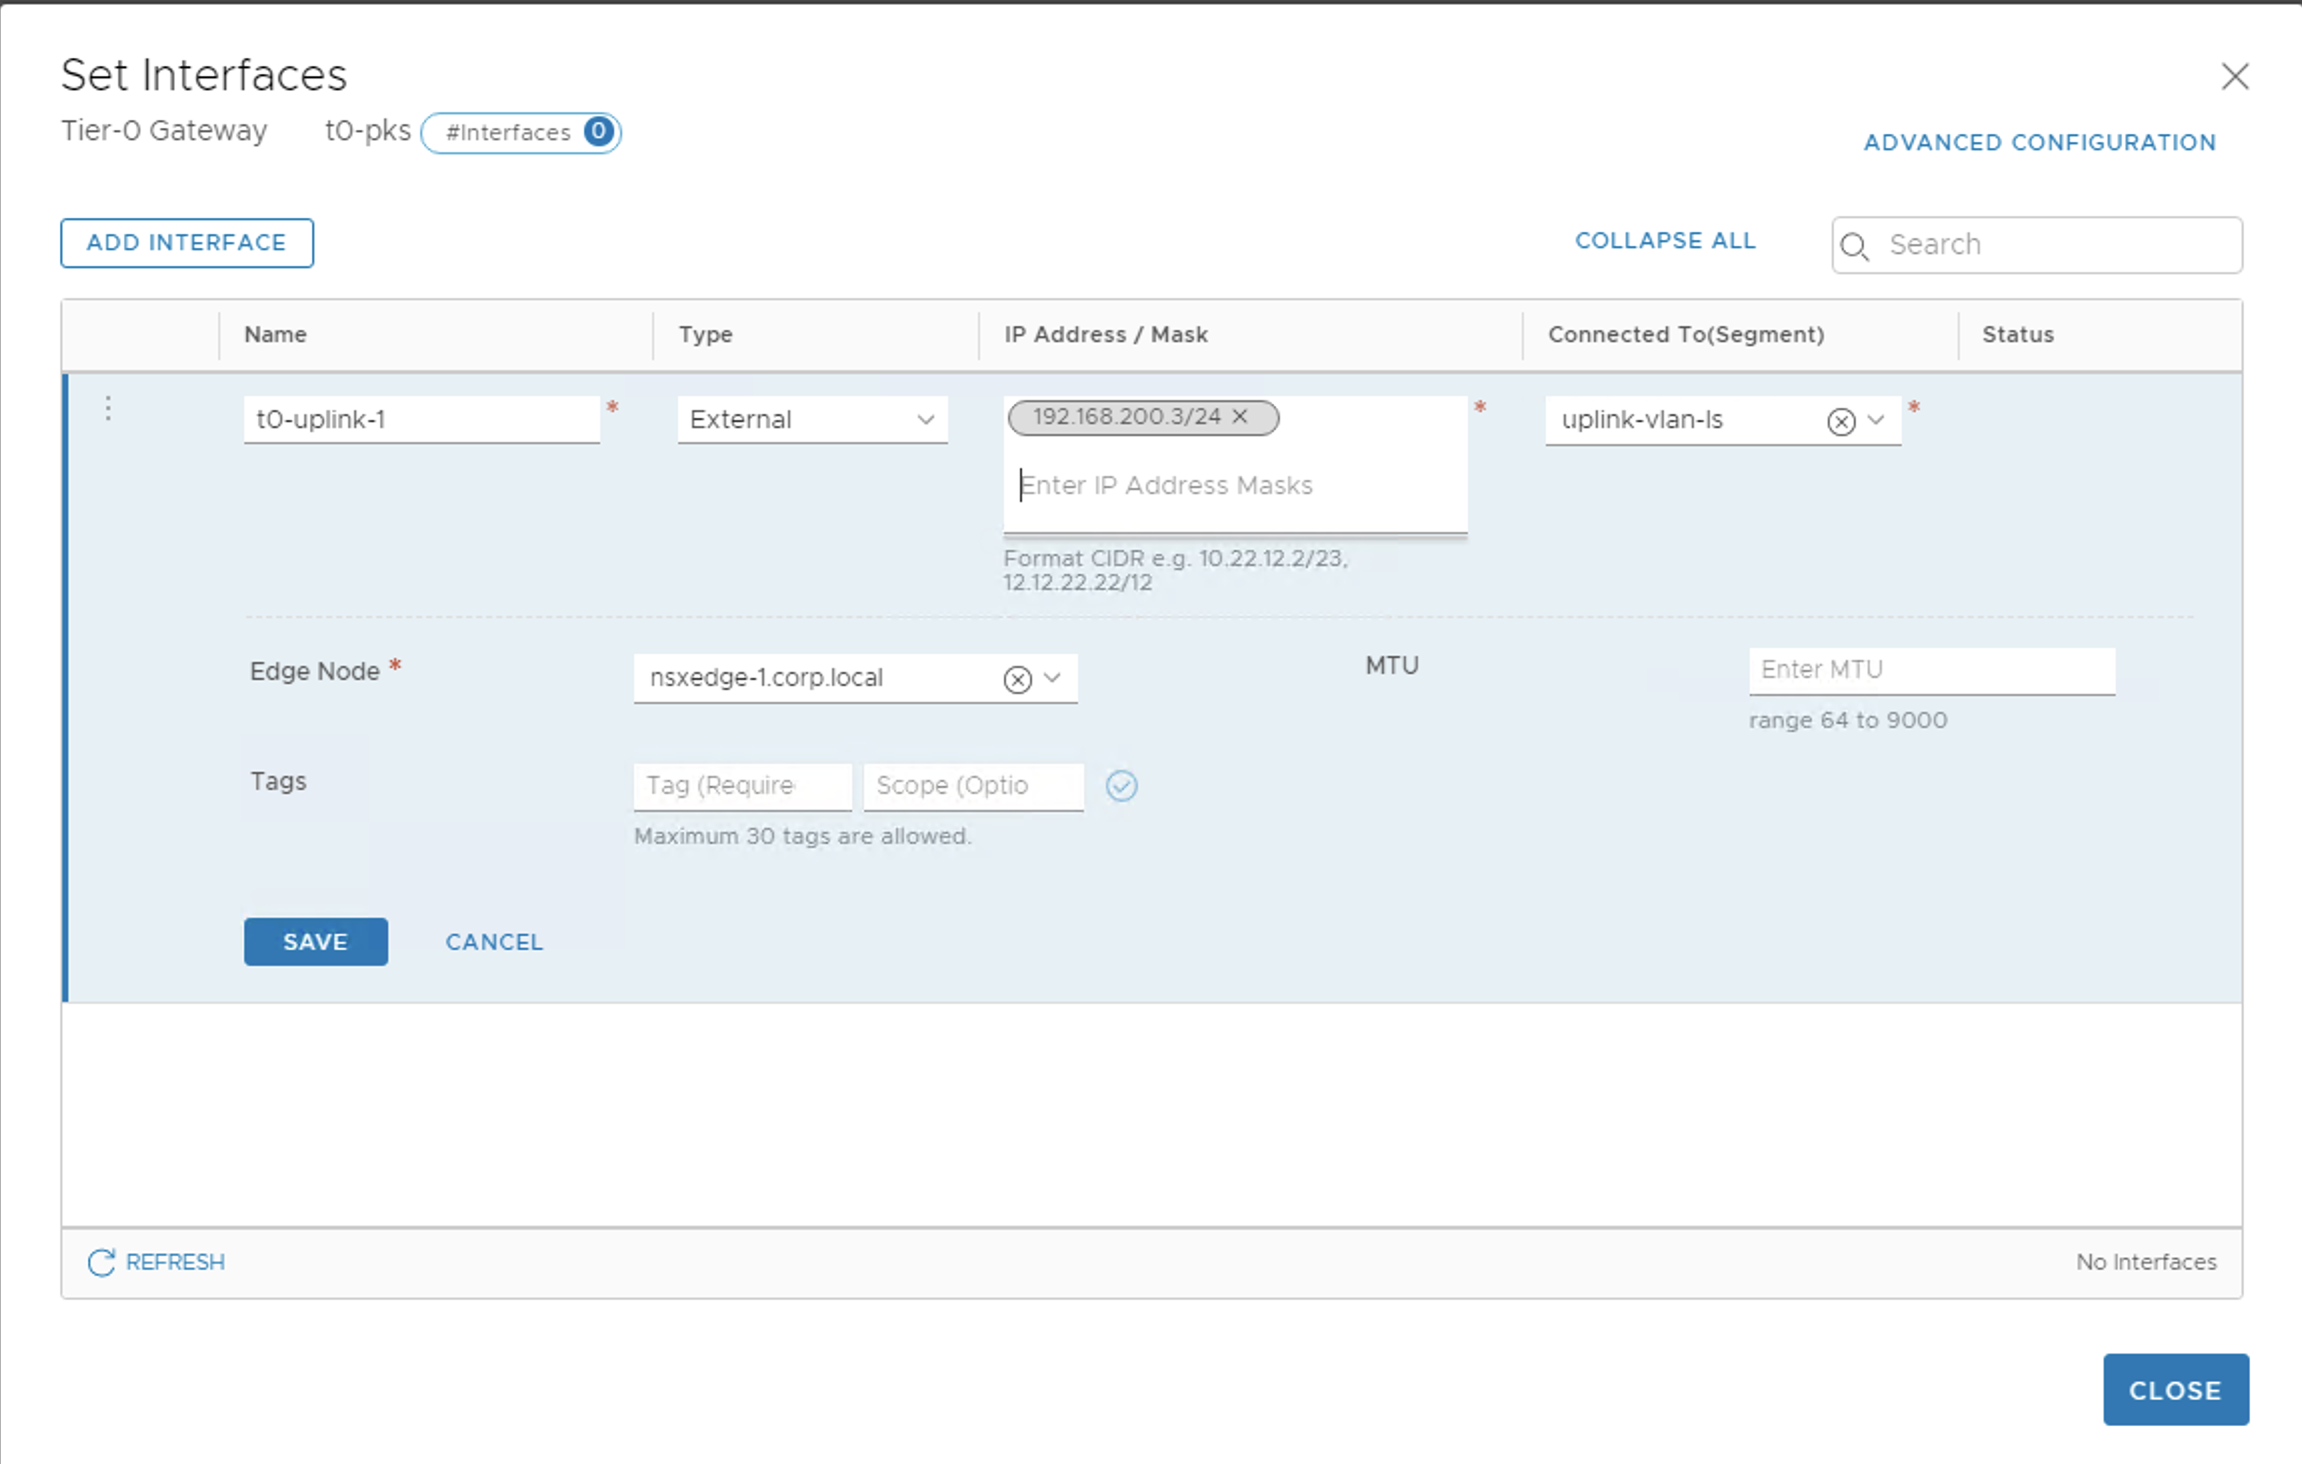 Set Interfaces
Tier-0 Gateway t0-pks #Interfaces 0
ADVANCED CONFIGURATION
ADD INTERFACE COLLAPSE ALL Search
Name Type IP Address / Mask Connected To(Segment) Status
t0-uplink-1 * External 192.168.200.3/24 * uplink-vlan-ls *
Enter IP Address Masks
Format CIDR e.g. 10.22.12.2/23,
12.12.22.22/12
Edge Node * nsxedge-1.corp.local MTU Enter MTU
range 64 to 9000
Tags Tag (Require Scope (Optio
Maximum 30 tags are allowed.
SAVE CANCEL
REFRESH No Interfaces
CLOSE